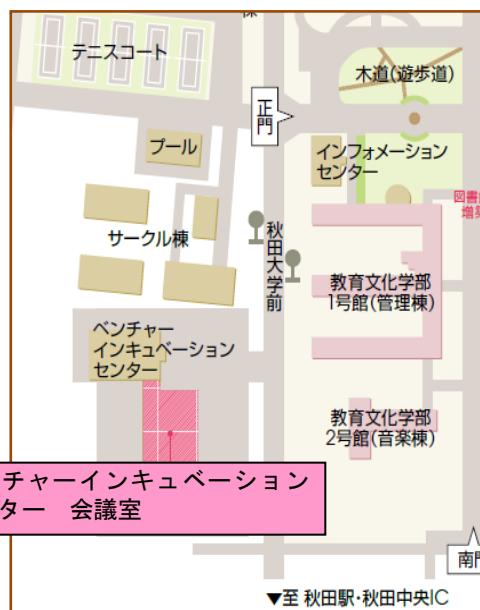 テニスコート
木道(遊歩道)
正門
プール
インフォメーション
センター
サークル棟
秋田大学前
教育文化学部
1号館(管理棟)
ベンチャー
インキュベーション
センター
教育文化学部
2号館(音楽棟)
チャーインキュベーション
ター 会議室
南門
▼至 秋田駅・秋田中央IC